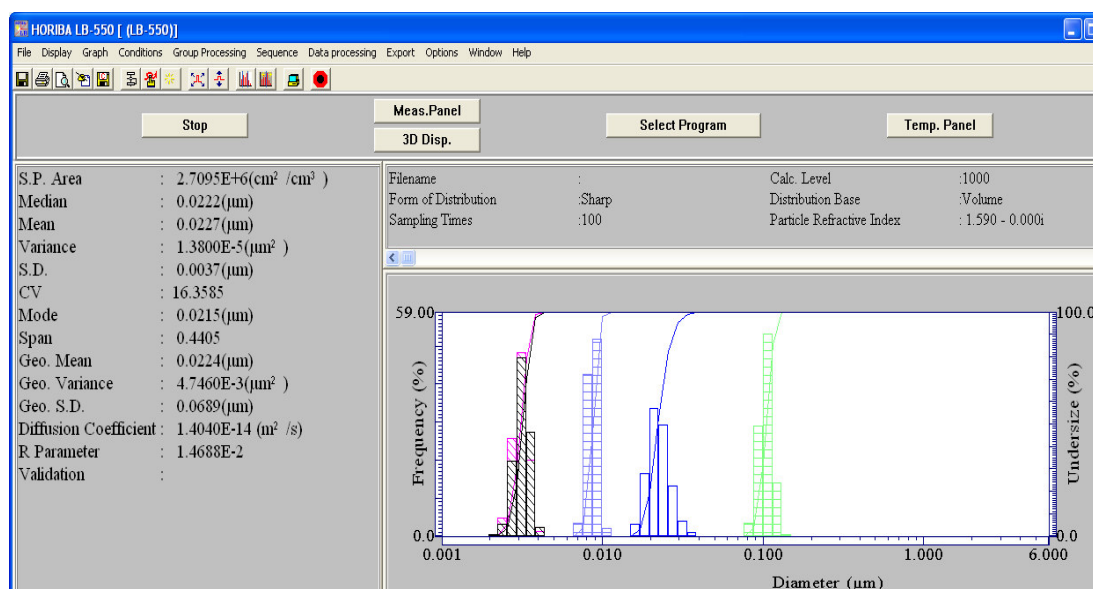 HORIBA LB-550 [ (LB-550)]
File Display Graph Conditions Group Processing Sequence Data processing Export Options Window Help
Stop
Meas.Panel
3D Disp.
Select Program
Temp. Panel
S.P. Area : 2.7095E+6(cm² /cm³ )
Median : 0.0222(μm)
Mean : 0.0227(μm)
Variance : 1.3800E-5(μm² )
S.D. : 0.0037(μm)
CV : 16.3585
Mode : 0.0215(μm)
Span : 0.4405
Geo. Mean : 0.0224(μm)
Geo. Variance : 4.7460E-3(μm² )
Geo. S.D. : 0.0689(μm)
Diffusion Coefficient : 1.4040E-14 (m² /s)
R Parameter : 1.4688E-2
Validation :
Filename :
Form of Distribution :Sharp
Sampling Times :100
Calc. Level :1000
Distribution Base :Volume
Particle Refractive Index : 1.590 - 0.000i
59.00
Frequency (%)
0.0
100.0
Undersize (%)
0.0
0.001 0.010 0.100 1.000 6.000
Diameter (μm)